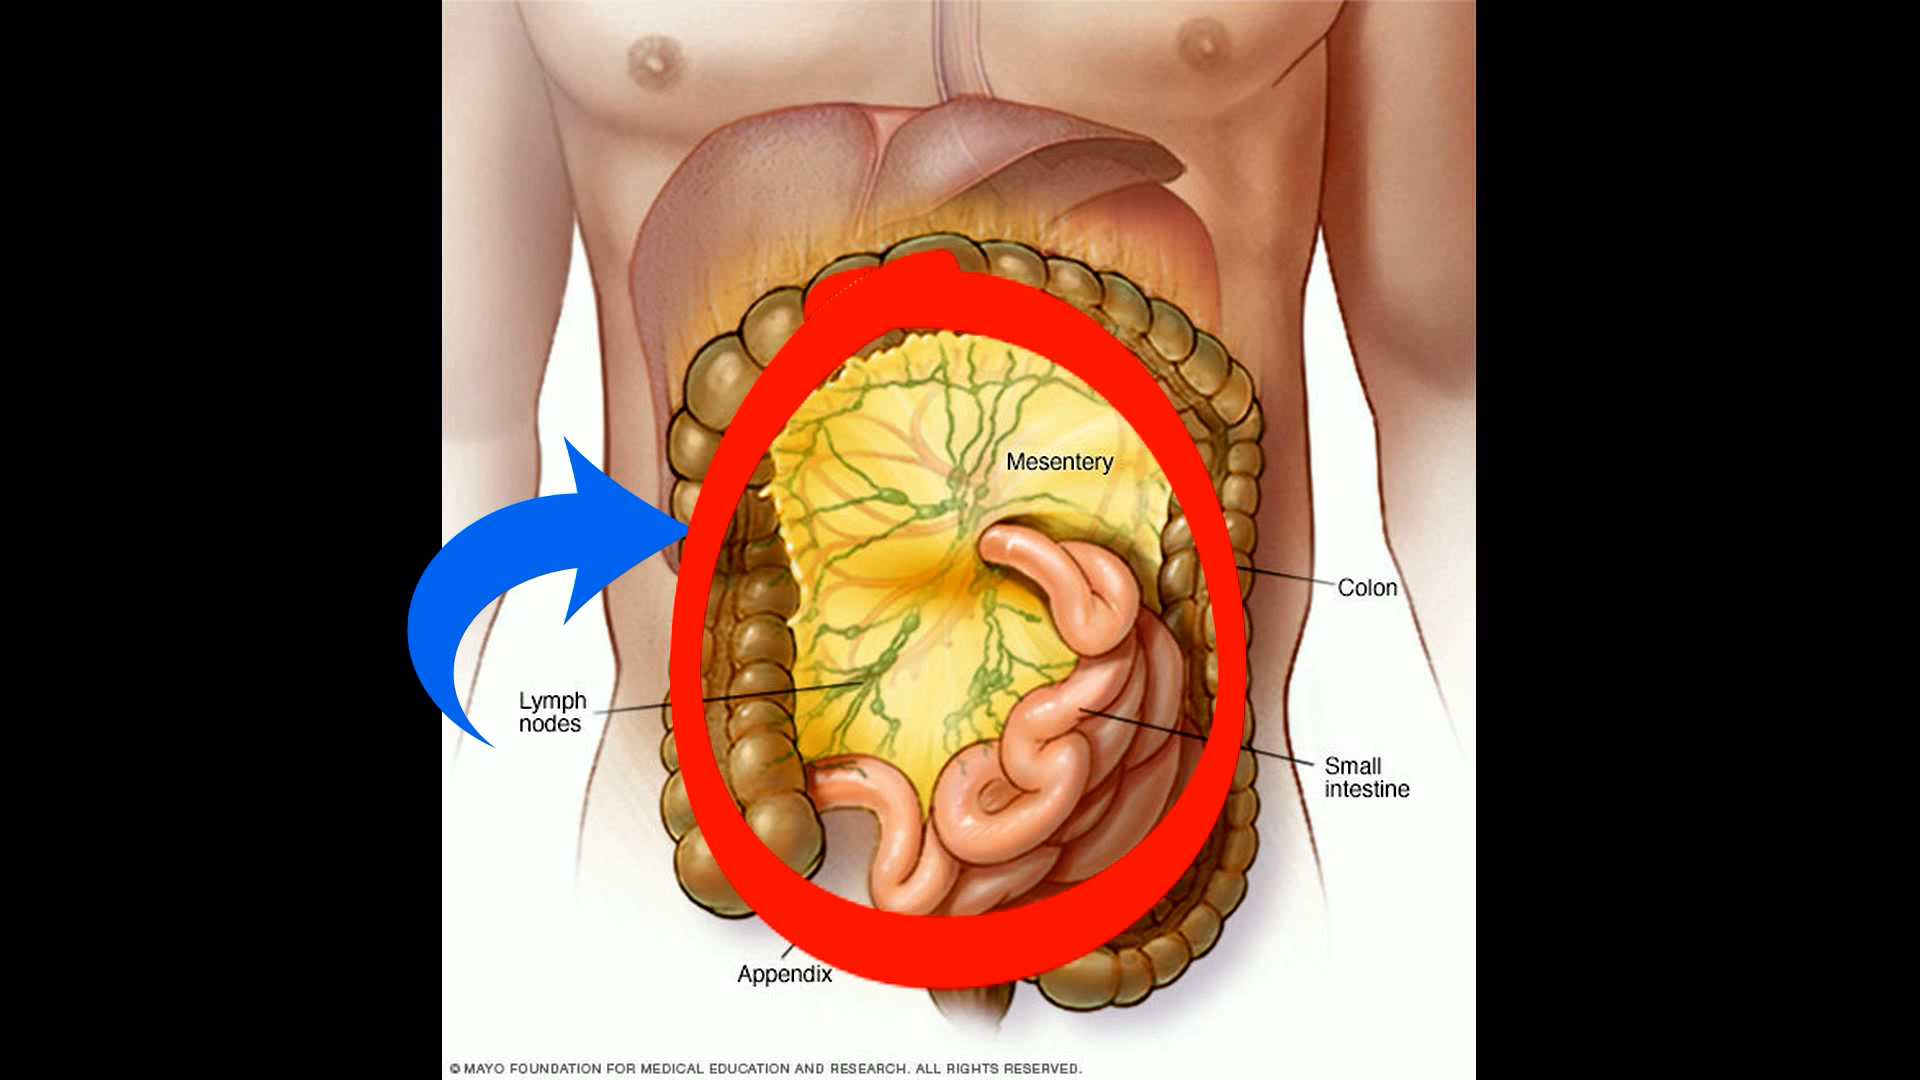 Mesentery
Colon
Lymph
nodes
Small
intestine
Appendix
© MAYO FOUNDATION FOR MEDICAL EDUCATION AND RESEARCH. ALL RIGHTS RESERVED.